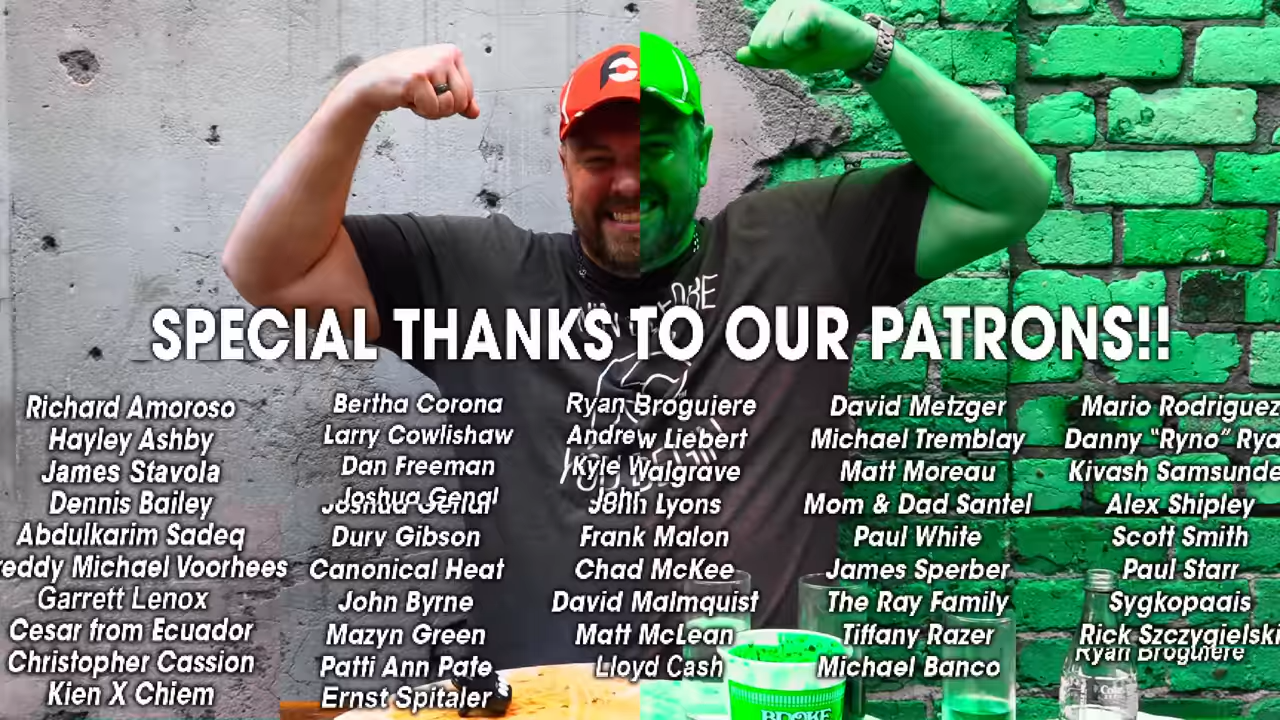 SPECIAL THANKS TO OUR PATRONS!!
Richard Amoroso
Hayley Ashby
James Stavola
Dennis Bailey
Abdulkarim Sadeq
reddy Michael Voorhees
Garrett Lenox
Cesar from Ecuador
Christopher Cassion
Kien X Chiem
Bertha Corona
Larry Cowlishaw
Dan Freeman
Joshua
Gibson
Canonical Heat
John Byrne
Mazyn Green
Patti Ann Pate
Ernst Spitaler
Ryan Broguiere
Andrew Liebert
Kyle Walgrave
John Lyons
Frank Malon
Chad McKee
David Malmquist
Matt McLean
Lloyd Cash
David Metzger
Michael Tremblay
Matt Moreau
Mom & Dad Santel
Paul White
James Sperber
The Ray Family
Tiffany Razer
Michael Banco
Mario Rodriguez
Danny "Ryno" Rya
Kivash Samsunde
Alex Shipley
Scott Smith
Paul Starr
Sygkopaais
Rick Szczygielski
Ryan Broguiere